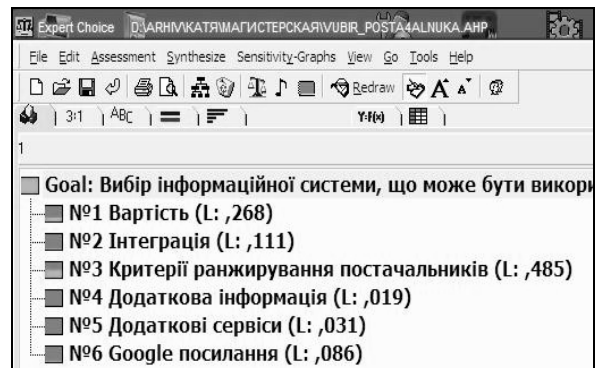 Expert Choice D:\ARHIV\КАТЯ\МАГИСТЕРСКАЯ\VUBIR_POSTA4ALNUKA.AHP
File Edit Assessment Synthesize Sensitivity-Graphs View Go Tools Help
Redraw A A
3:1 ABC Y:F(x)
1
Goal: Вибір інформаційної системи, що може бути викори
№1 Вартість (L: ,268)
№2 Інтеграція (L: ,111)
№3 Критерії ранжирування постачальників (L: ,485)
№4 Додаткова інформація (L: ,019)
№5 Додаткові сервіси (L: ,031)
№6 Google посилання (L: ,086)